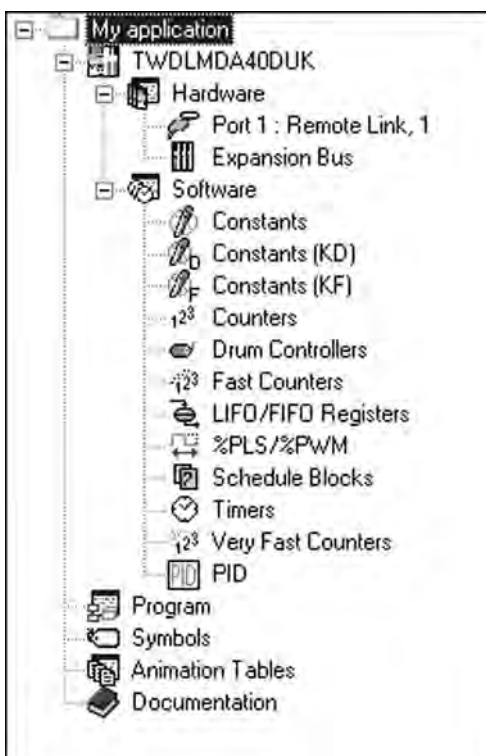 My application
TWDLMDA40DUK
Hardware
Port 1 : Remote Link, 1
Expansion Bus
Software
Constants
Constants (KD)
Constants (KF)
Counters
Drum Controllers
Fast Counters
LIFO/FIFO Registers
%PLS/%PWM
Schedule Blocks
Timers
Very Fast Counters
PID PID
Program
Symbols
Animation Tables
Documentation